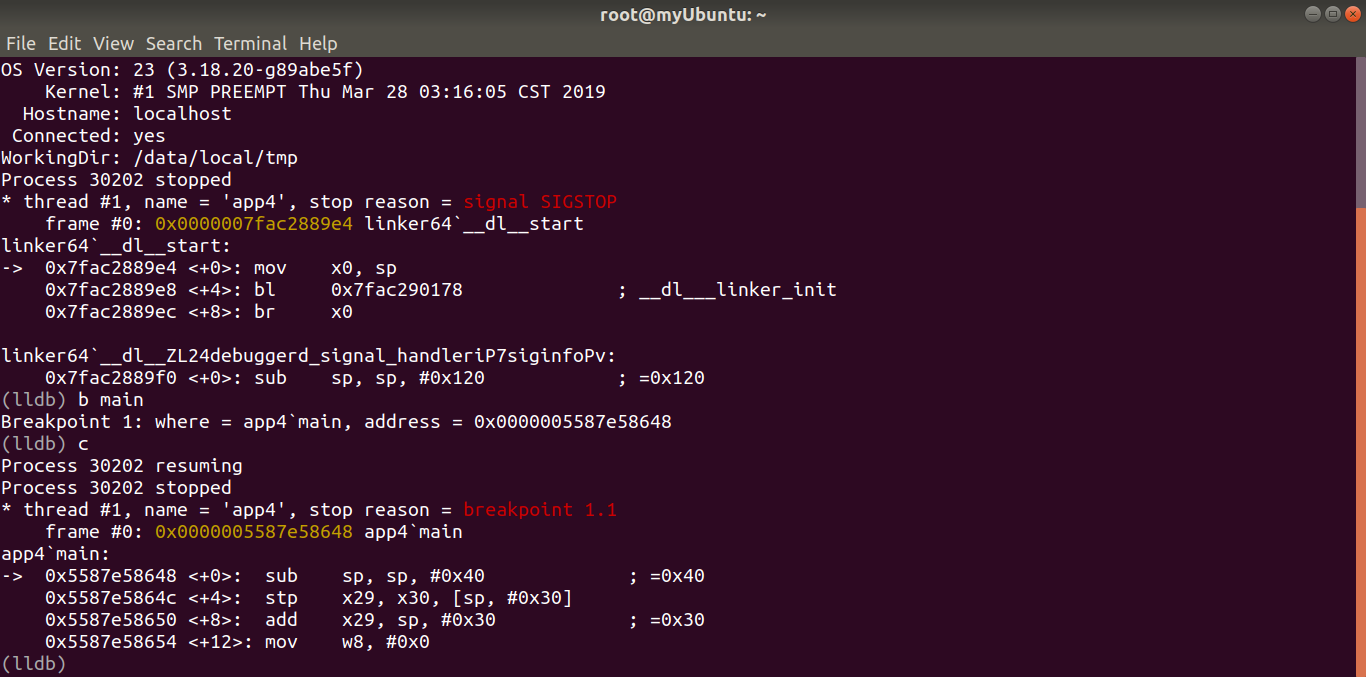 root@myUbuntu: ~
File Edit View Search Terminal Help
OS Version: 23 (3.18.20-g89abe5f)
    Kernel: #1 SMP PREEMPT Thu Mar 28 03:16:05 CST 2019
  Hostname: localhost
 Connected: yes
WorkingDir: /data/local/tmp
Process 30202 stopped
* thread #1, name = 'app4', stop reason = signal SIGSTOP
    frame #0: 0x0000007fac2889e4 linker64`__dl__start
linker64`__dl__start:
->  0x7fac2889e4 <+0>: mov    x0, sp
    0x7fac2889e8 <+4>: bl     0x7fac290178              ; __dl___linker_init
    0x7fac2889ec <+8>: br     x0

linker64`__dl__ZL24debuggerd_signal_handleriP7siginfoPv:
    0x7fac2889f0 <+0>: sub    sp, sp, #0x120            ; =0x120
(lldb) b main
Breakpoint 1: where = app4`main, address = 0x0000005587e58648
(lldb) c
Process 30202 resuming
Process 30202 stopped
* thread #1, name = 'app4', stop reason = breakpoint 1.1
    frame #0: 0x0000005587e58648 app4`main
app4`main:
->  0x5587e58648 <+0>:  sub    sp, sp, #0x40             ; =0x40
    0x5587e5864c <+4>:  stp    x29, x30, [sp, #0x30]
    0x5587e58650 <+8>:  add    x29, sp, #0x30            ; =0x30
    0x5587e58654 <+12>: mov    w8, #0x0
(lldb)